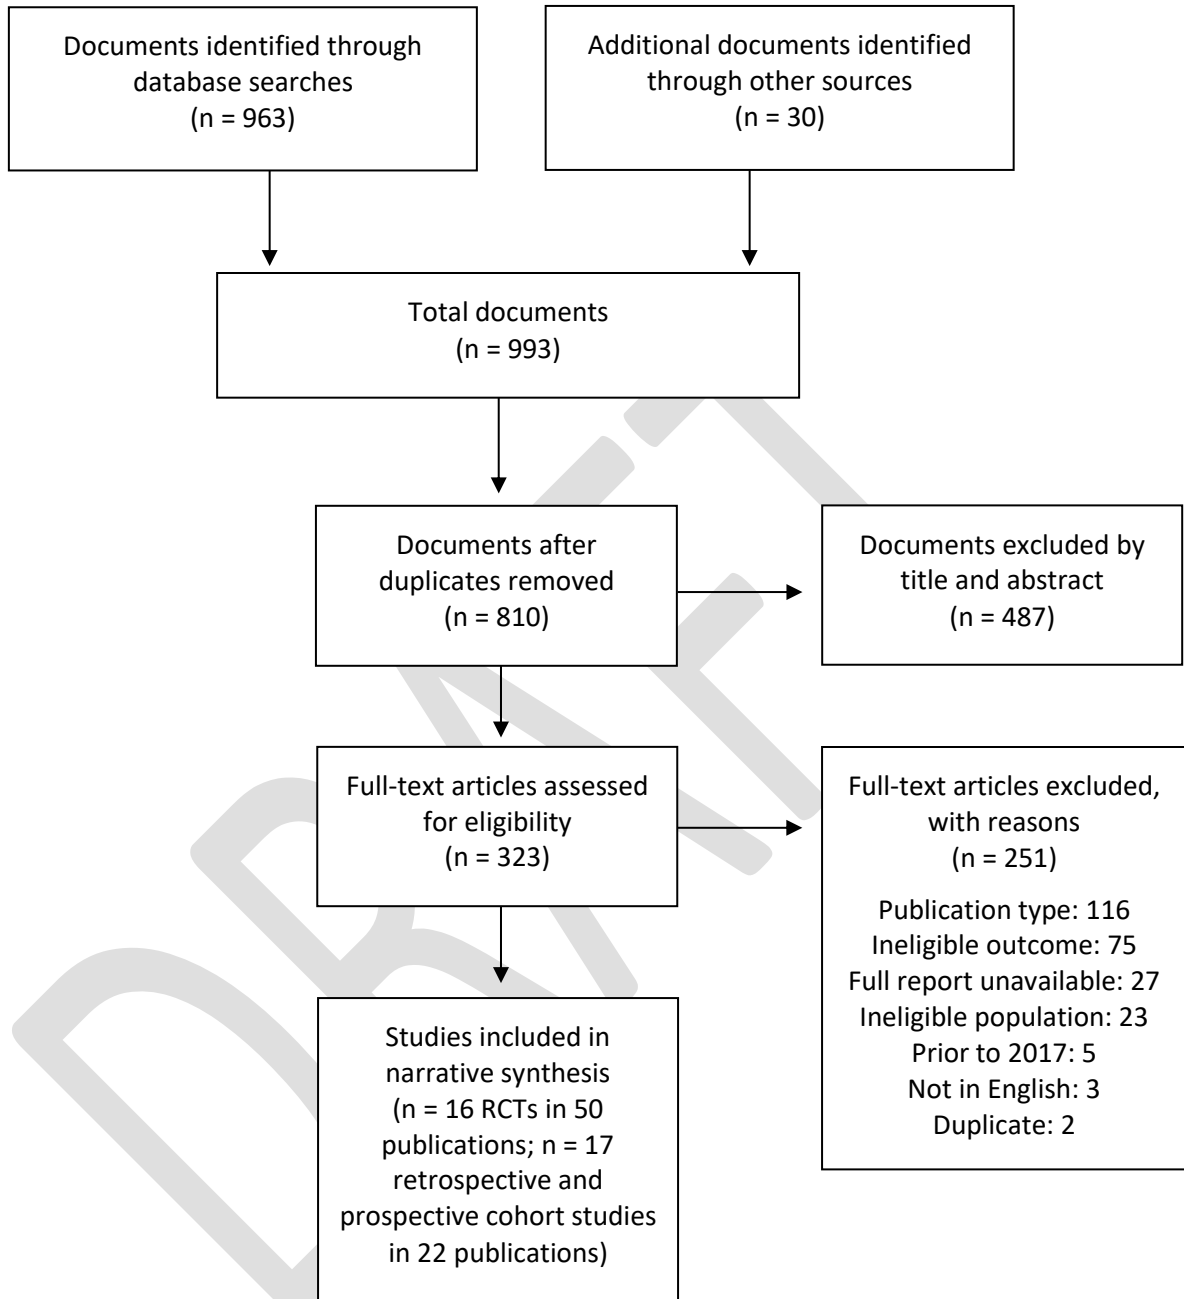 Documents identified through
database searches
(n = 963)
Additional documents identified
through other sources
(n = 30)
Total documents
(n = 993)
Documents after
duplicates removed
(n = 810)
Documents excluded by
title and abstract
(n = 487)
Full-text articles assessed
for eligibility
(n = 323)
Full-text articles excluded,
with reasons
(n = 251)
Publication type: 116
Ineligible outcome: 75
Full report unavailable: 27
Ineligible population: 23
Prior to 2017: 5
Not in English: 3
Duplicate: 2
Studies included in
narrative synthesis
(n = 16 RCTs in 50
publications; n = 17
retrospective and
prospective cohort studies
in 22 publications)
DRAFT